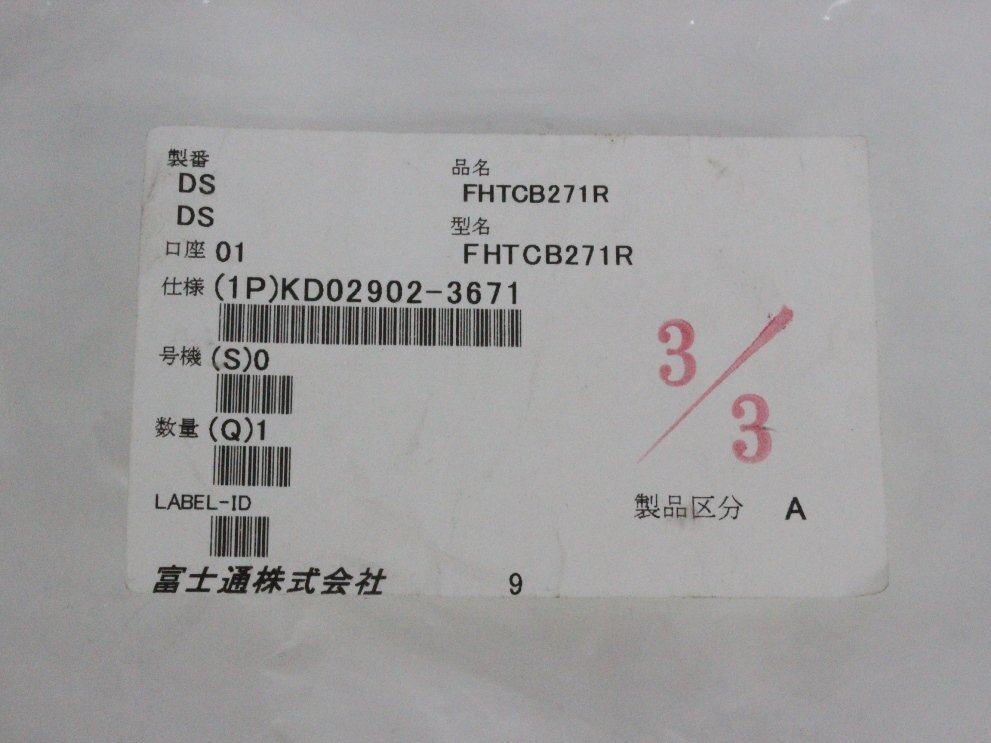 製番
DS
DS
品名
FHTCB271R
型名
FHTCB271R
口座 01
仕様 (1P)KD02902-3671
号機 (S)0
数量 (Q)1
LABEL-ID
3/3
製品区分 A
富士通株式会社 9